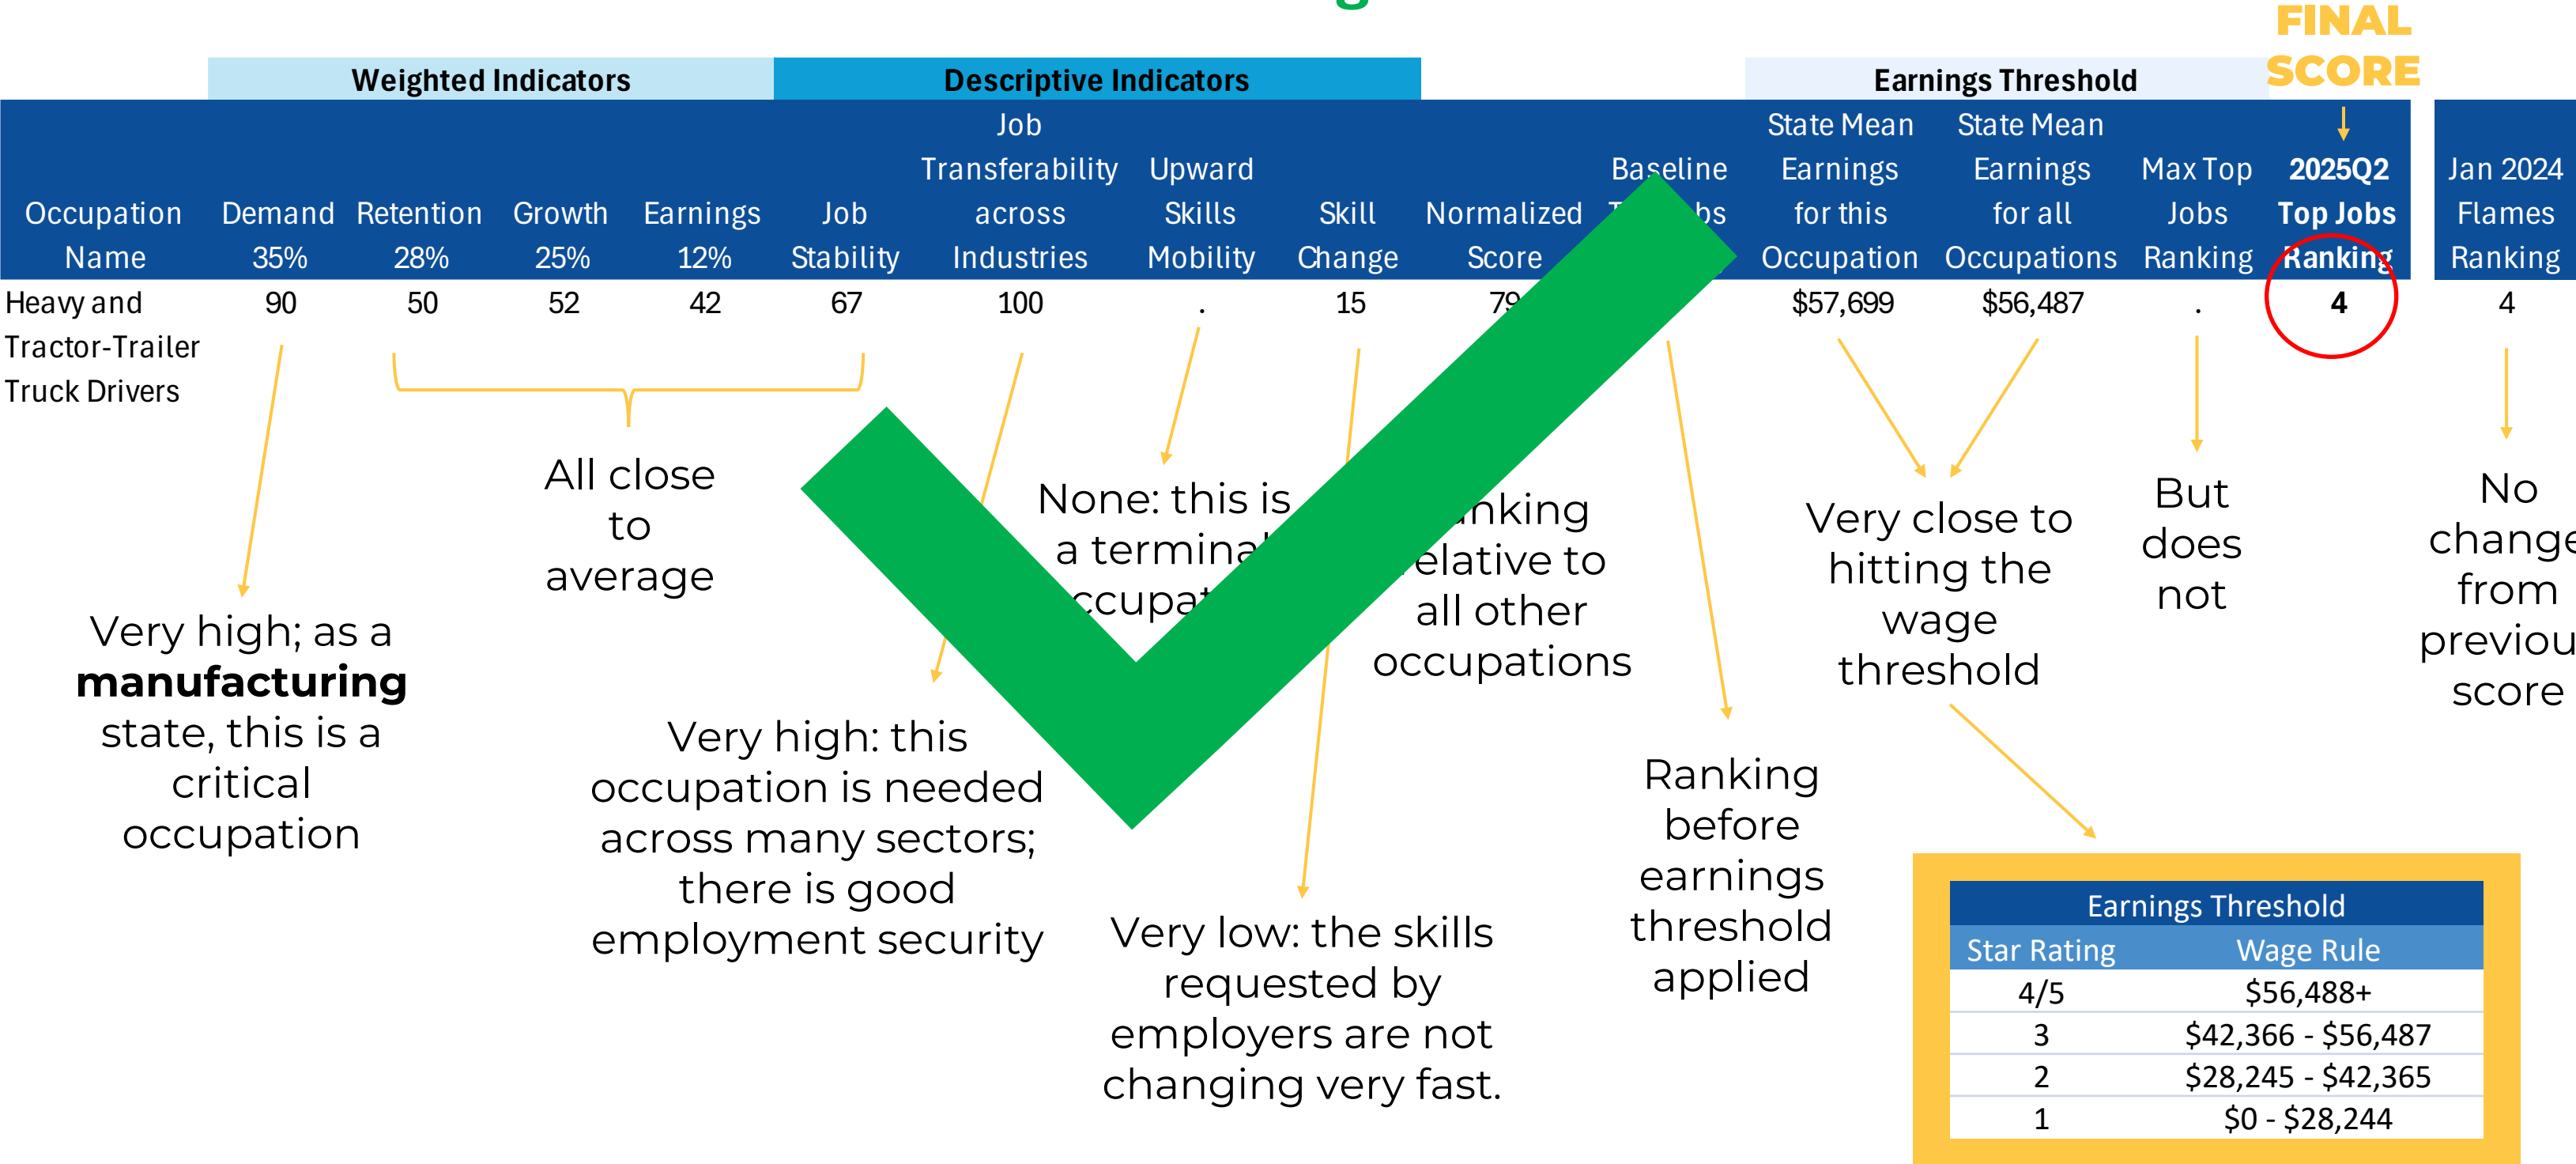 FINAL
SCORE
Weighted Indicators
Descriptive Indicators
Earnings Threshold
Occupation Name
Demand 35%
Retention 28%
Growth 25%
Earnings 12%
Job Stability
Job Transferability across Industries
Upward Skills Mobility
Skill Change
Normalized Score
Baseline
State Mean Earnings for this Occupation
State Mean Earnings for all Occupations
Max Top Jobs Ranking
2025Q2 Top Jobs Ranking
Jan 2024 Flames Ranking
Heavy and 90 50 52 42 67 100 . 15 79 $57,699 $56,487 . 4 4
Tractor-Trailer
Truck Drivers
Very high; as a
manufacturing
state, this is a
critical
occupation
All close
to
average
Very high: this
occupation is needed
across many sectors;
there is good
employment security
None: this is
a terminal
Very low: the skills
requested by
employers are not
changing very fast.
relative to
all other
occupations
Ranking
before
earnings
threshold
applied
Very close to
hitting the
wage
threshold
But
does
not
No
change
from
previous
score
Earnings Threshold
Star Rating Wage Rule
4/5 $56,488+
3 $42,366 - $56,487
2 $28,245 - $42,365
1 $0 - $28,244